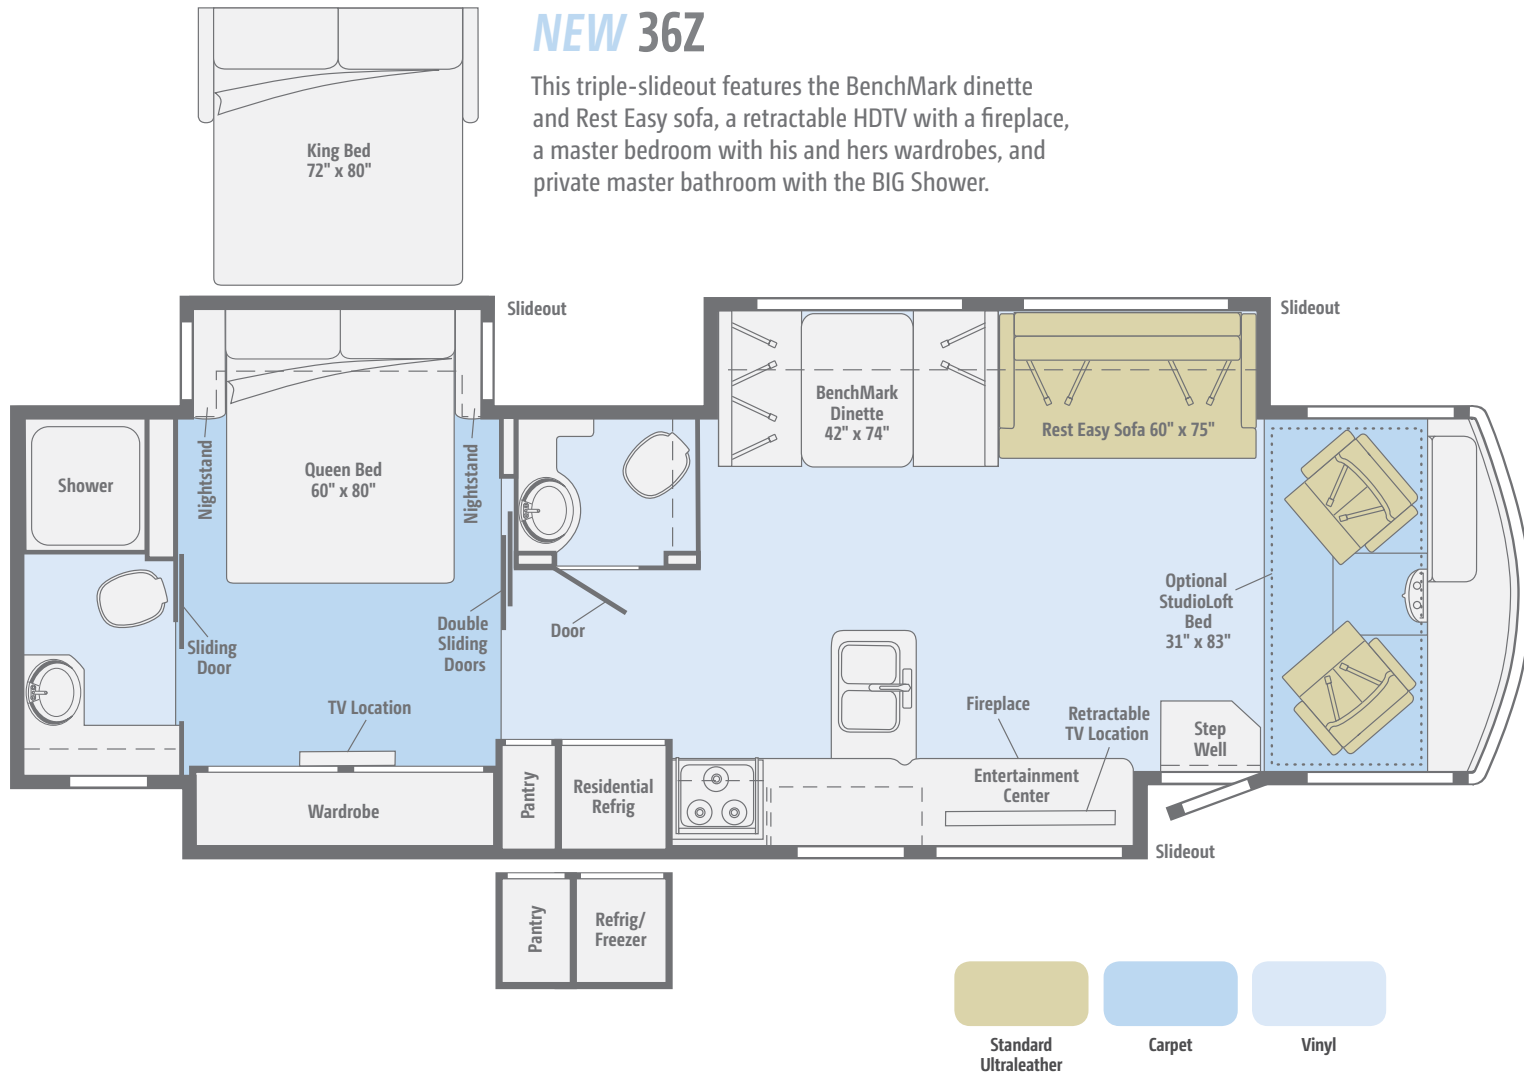 NEW 36Z
This triple-slideout features the BenchMark dinette
and Rest Easy sofa, a retractable HDTV with a fireplace,
a master bedroom with his and hers wardrobes, and
private master bathroom with the BIG Shower.
King Bed
72" x 80"
Slideout
Slideout
Shower
Nightstand
Queen Bed
60" x 80"
Nightstand
BenchMark
Dinette
42" x 74"
Rest Easy Sofa 60" x 75"
Optional
StudioLoft
Bed
31" x 83"
Sliding
Door
Double
Sliding
Doors
Door
TV Location
Fireplace
Retractable
TV Location
Step
Well
Wardrobe
Pantry
Residential
Refrig
Entertainment
Center
Slideout
Pantry
Refrig/
Freezer
Standard
Ultraleather
Carpet
Vinyl